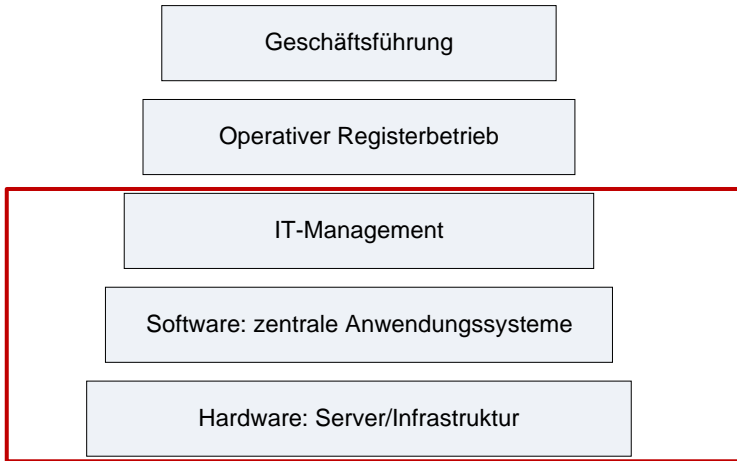 Geschäftsführung
Operativer Registerbetrieb
IT-Management
Software: zentrale Anwendungssysteme
Hardware: Server/Infrastruktur